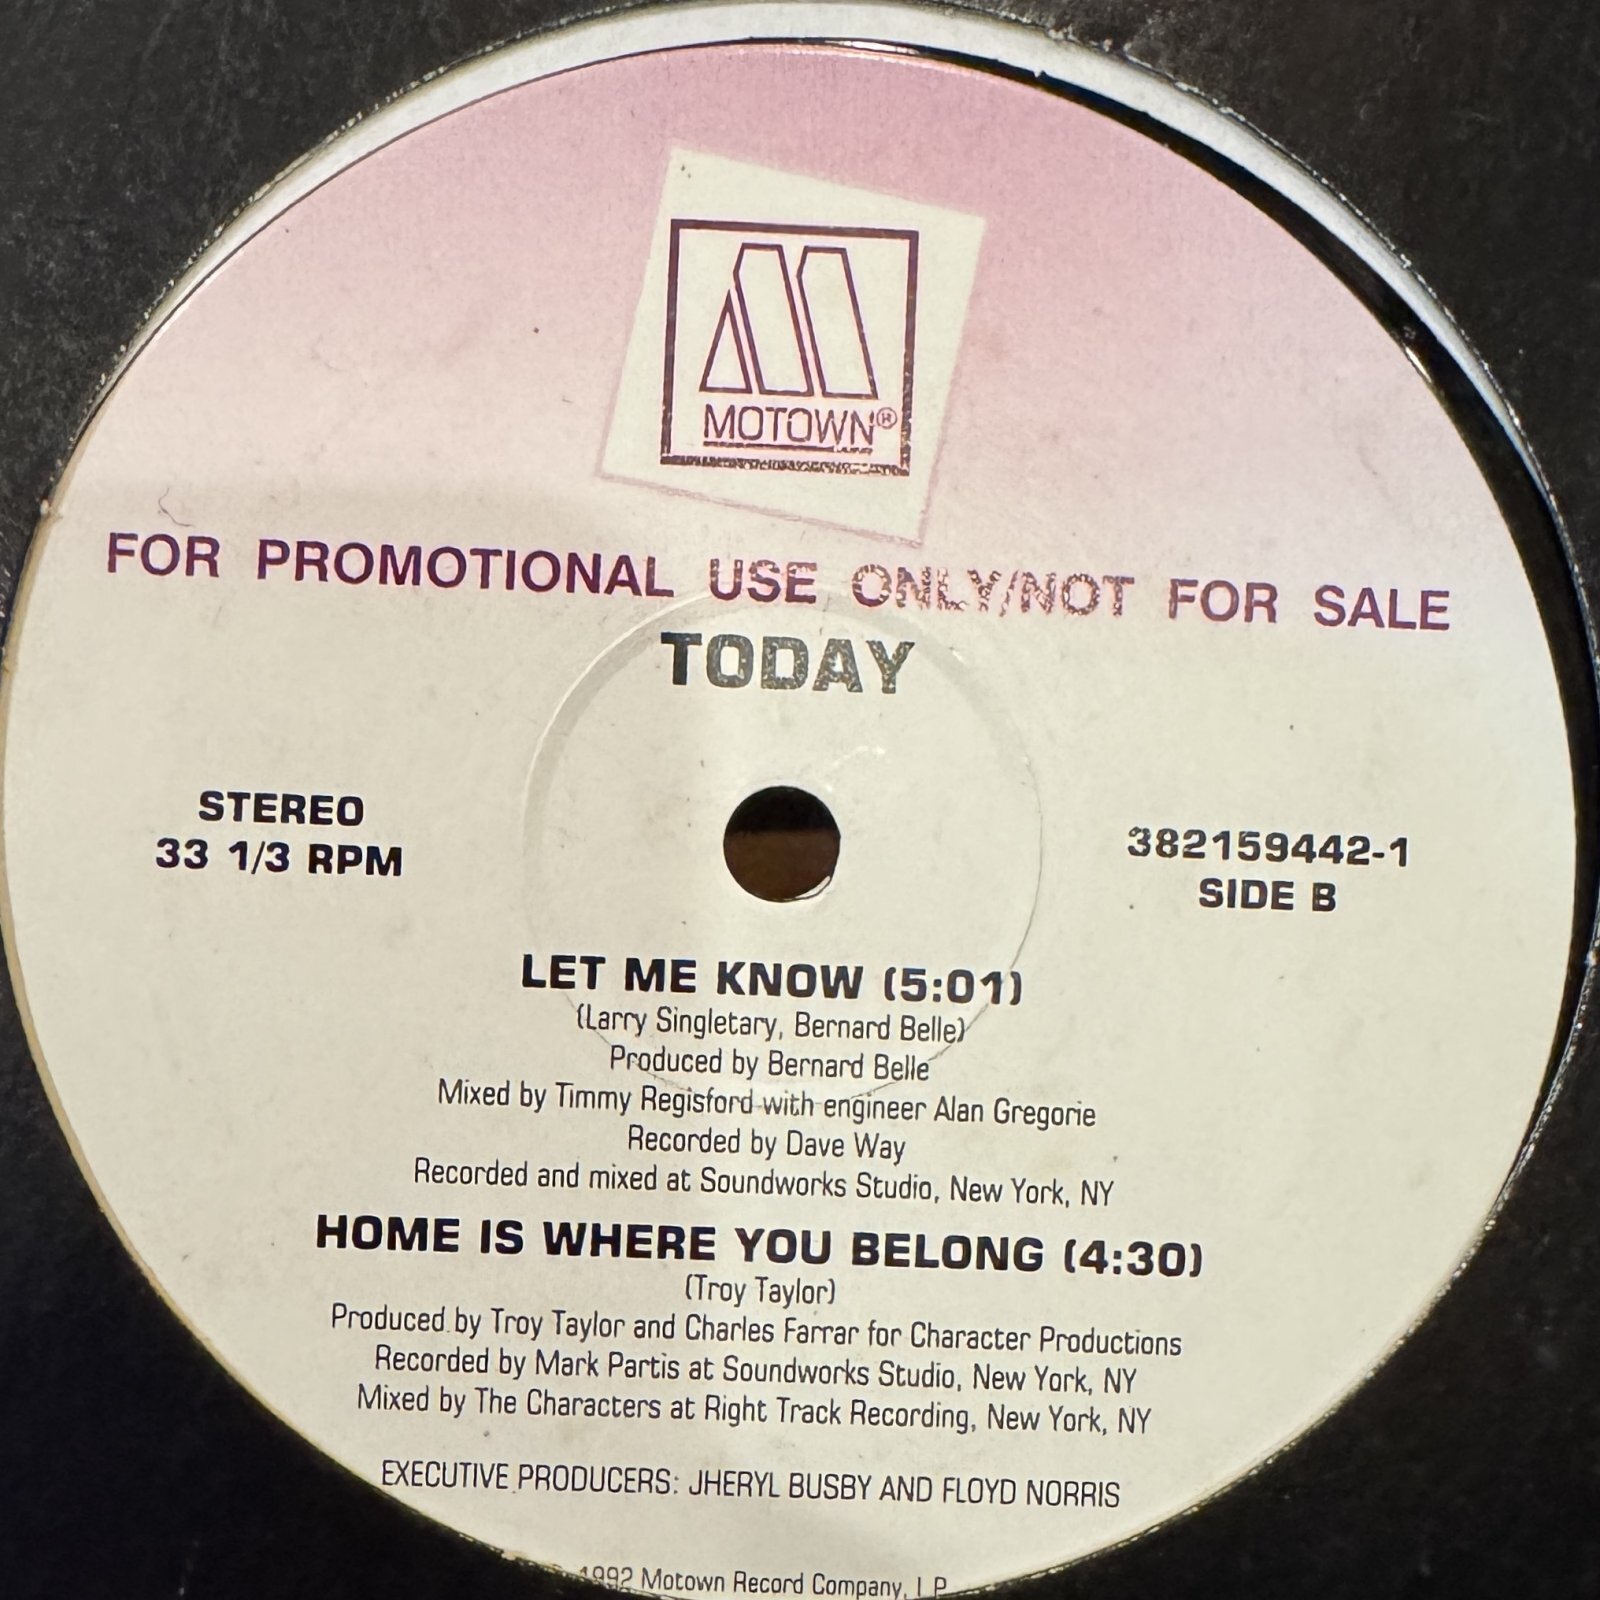 MOTOWN®
FOR PROMOTIONAL USE ONLY/NOT FOR SALE
TODAY
STEREO
33 1/3 RPM
382159442-1
SIDE B
LET ME KNOW (5:01)
(Larry Singletary, Bernard Belle)
Produced by Bernard Belle
Mixed by Timmy Regisford with engineer Alan Gregorie
Recorded by Dave Way
Recorded and mixed at Soundworks Studio, New York, NY
HOME IS WHERE YOU BELONG (4:30)
(Troy Taylor)
Produced by Troy Taylor and Charles Farrar for Character Productions
Recorded by Mark Partis at Soundworks Studio, New York, NY
Mixed by The Characters at Right Track Recording, New York, NY
EXECUTIVE PRODUCERS: JHERYL BUSBY AND FLOYD NORRIS
1992 Motown Record Company, L.P.